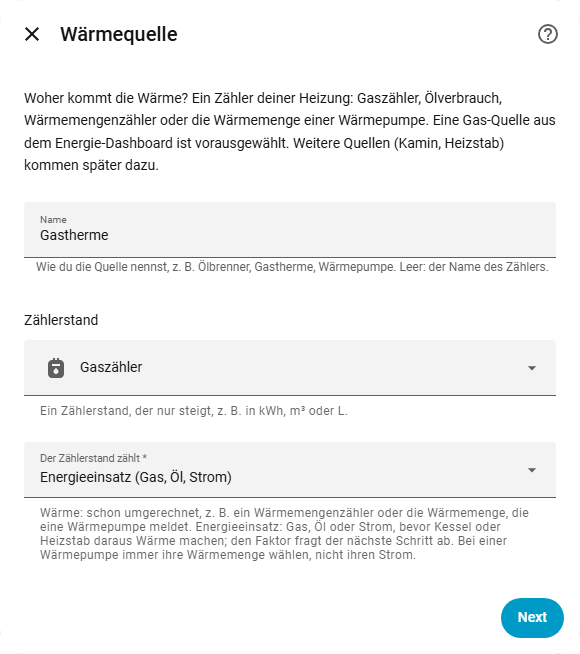 Wärmequelle
Woher kommt die Wärme? Ein Zähler deiner Heizung: Gaszähler, Ölverbrauch,
Wärmemengenzähler oder die Wärmemenge einer Wärmepumpe. Eine Gas-Quelle aus
dem Energie-Dashboard ist vorausgewählt. Weitere Quellen (Kamin, Heizstab)
kommen später dazu.
Name
Gastherme
Wie du die Quelle nennst, z. B. Ölbrenner, Gastherme, Wärmepumpe. Leer: der Name des Zählers.
Zählerstand
Gaszähler
Ein Zählerstand, der nur steigt, z. B. in kWh, m³ oder L.
Der Zählerstand zählt *
Energieeinsatz (Gas, Öl, Strom)
Wärme: schon umgerechnet, z. B. ein Wärmemengenzähler oder die Wärmemenge, die
eine Wärmepumpe meldet. Energieeinsatz: Gas, Öl oder Strom, bevor Kessel oder
Heizstab daraus Wärme machen; den Faktor fragt der nächste Schritt ab. Bei einer
Wärmepumpe immer ihre Wärmemenge wählen, nicht ihren Strom.
Next